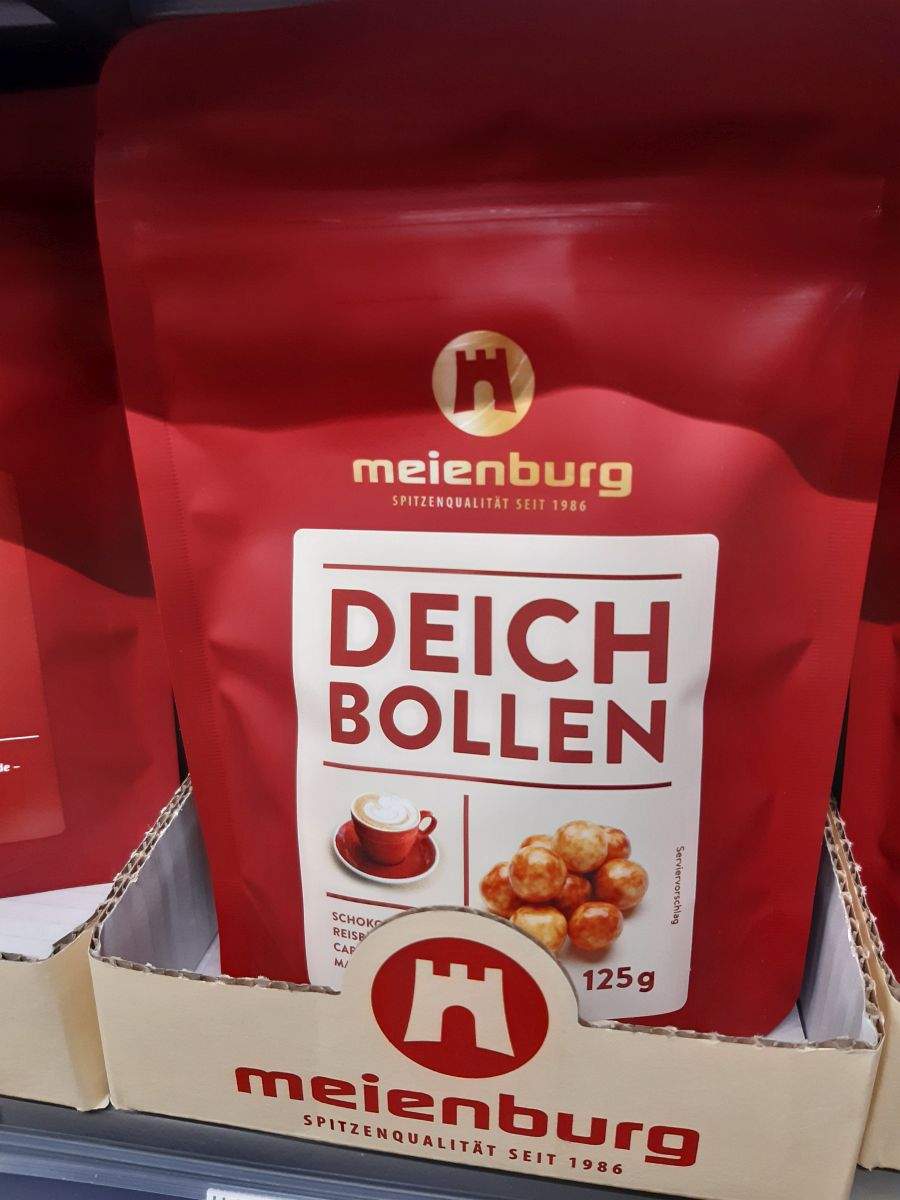 meienburg
SPITZENQUALITÄT SEIT 1986
DEICH
BOLLEN
Serviervorschlag
125g
meienburg
SPITZENQUALITÄT SEIT 1986